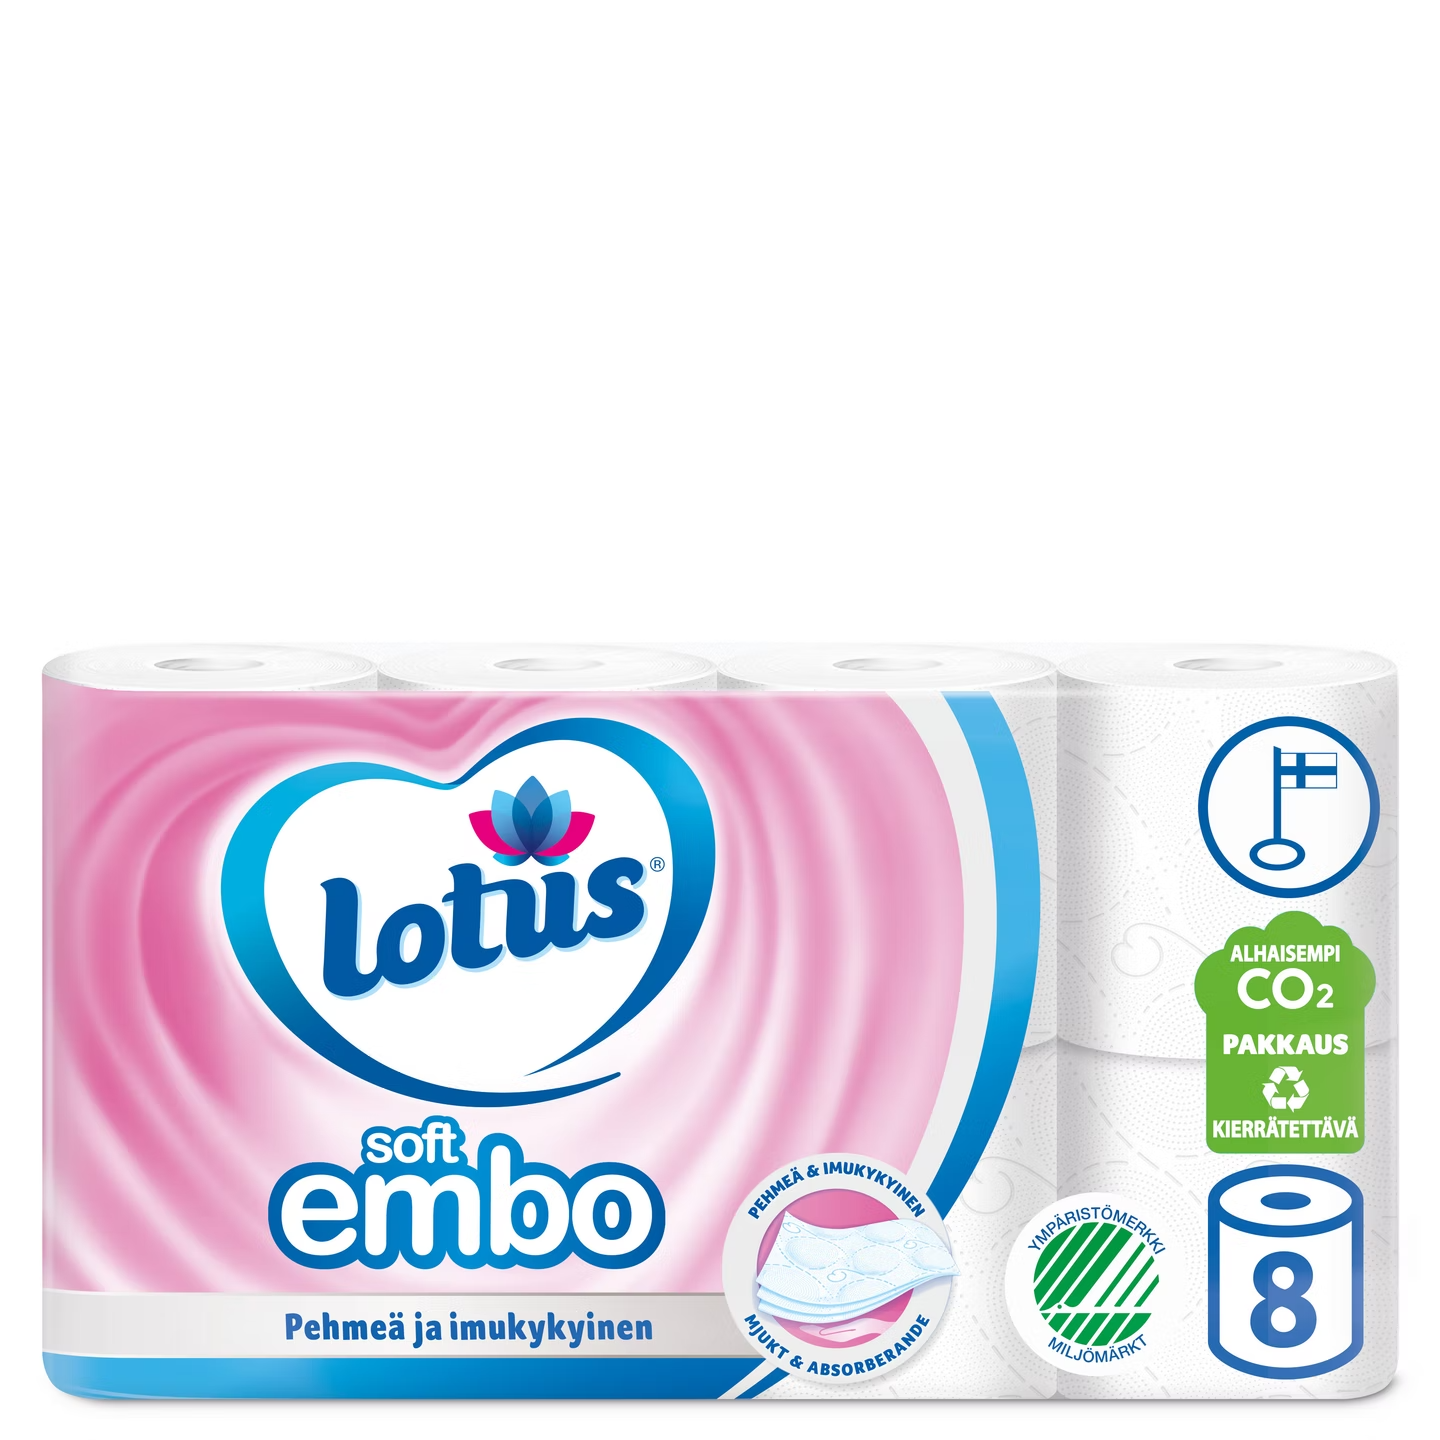 lotus®
soft
embo
Pehmeä ja imukykyinen
PEHMEÄ & IMUKYKYINEN
MJUKT & ABSORBERANDE
YMPÄRISTÖMERKKI
MILJÖMÄRKT
ALHAISEMPI
CO2
PAKKAUS
KIERRÄTETTÄVÄ
8